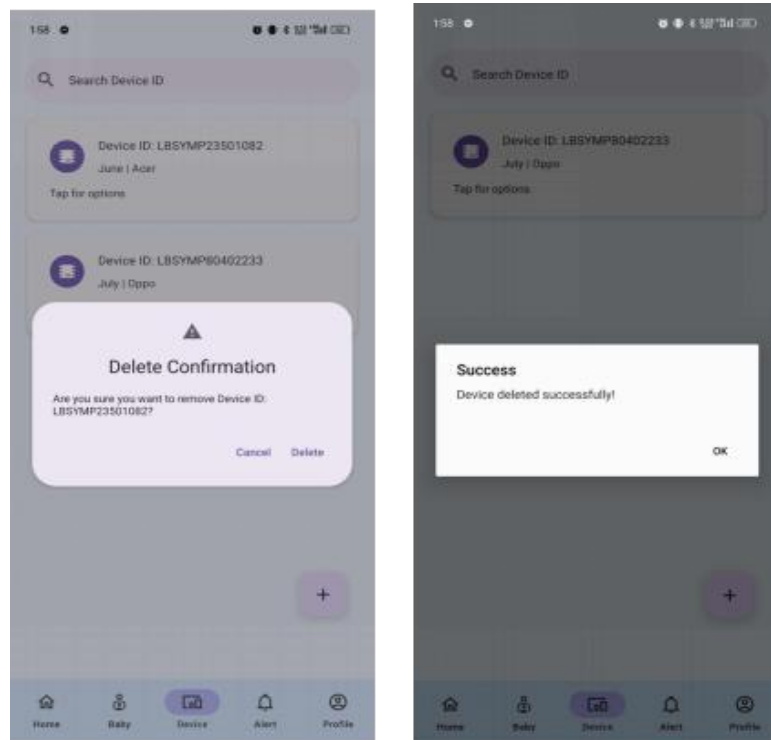 1:58
Search Device ID
Device ID: LBSYMP23501082
June | Acer
Tap for options
Device ID: LBSYMP80402233
July | Oppo
Delete Confirmation
Are you sure you want to remove Device ID:
LBSYMP23501082?
Cancel Delete
+
Home Baby Device Alert Profile
1:58
Search Device ID
Device ID: LBSYMP80402233
July | Oppo
Tap for options
Success
Device deleted successfully!
OK
+
Home Baby Device Alert Profile